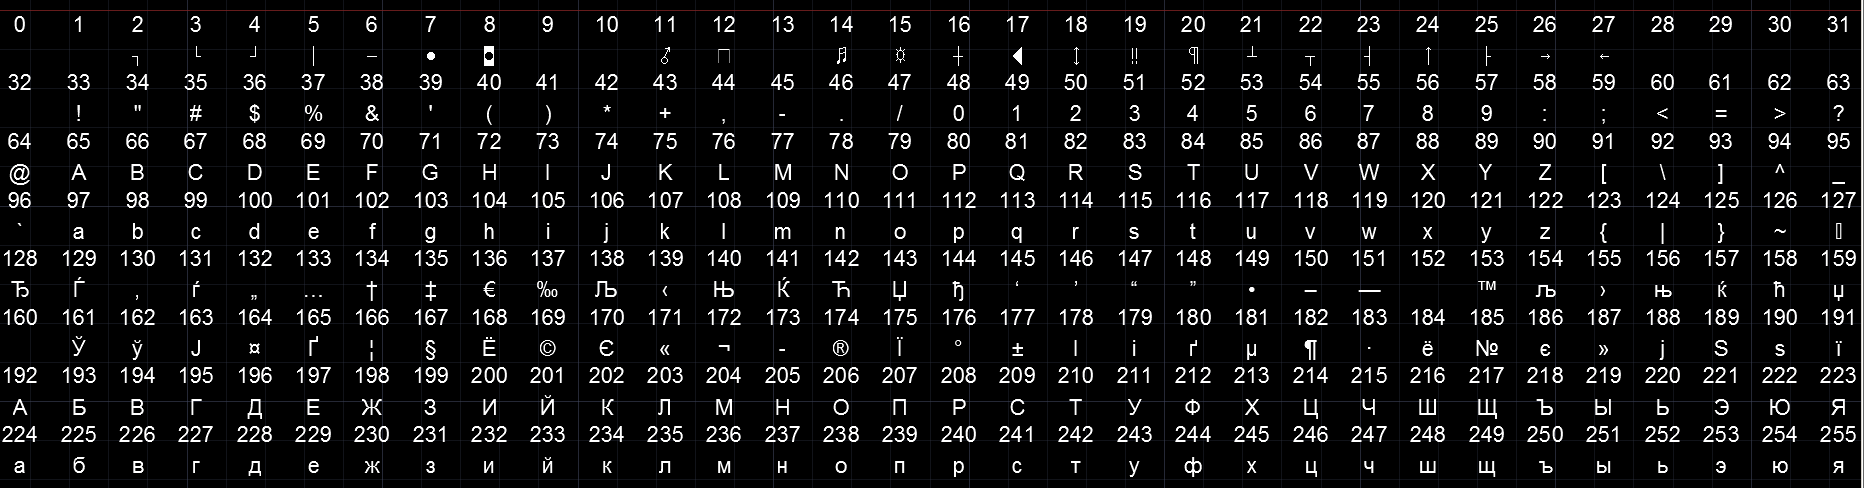 0 1 2 3 4 5 6 7 8 9 10 11 12 13 14 15 16 17 18 19 20 21 22 23 24 25 26 27 28 29 30 31
┐ └ ┘ │ ─ ● ◘ ♂ ⊓ ♬ ☼ ┼ ◀ ↕ ‼ ¶ ┴ ┬ ┤ ↑ ├ → ←
32 33 34 35 36 37 38 39 40 41 42 43 44 45 46 47 48 49 50 51 52 53 54 55 56 57 58 59 60 61 62 63
! " # $ % & ' ( ) * + , - . / 0 1 2 3 4 5 6 7 8 9 : ; < = > ?
64 65 66 67 68 69 70 71 72 73 74 75 76 77 78 79 80 81 82 83 84 85 86 87 88 89 90 91 92 93 94 95
@ A B C D E F G H I J K L M N O P Q R S T U V W X Y Z [ \ ] ^ _
96 97 98 99 100 101 102 103 104 105 106 107 108 109 110 111 112 113 114 115 116 117 118 119 120 121 122 123 124 125 126 127
` a b c d e f g h i j k l m n o p q r s t u v w x y z { | } ~ ▯
128 129 130 131 132 133 134 135 136 137 138 139 140 141 142 143 144 145 146 147 148 149 150 151 152 153 154 155 156 157 158 159
Ђ Ѓ ‚ ѓ „ … † ‡ € ‰ Љ ‹ Њ Ќ Ћ Џ ђ ‘ ’ “ ” • – — ™ љ › њ ќ ћ џ
160 161 162 163 164 165 166 167 168 169 170 171 172 173 174 175 176 177 178 179 180 181 182 183 184 185 186 187 188 189 190 191
Ў ў Ј ¤ Ґ ¦ § Ё © Є « ¬ - ® Ї ° ± І і ґ µ ¶ · ё № є » ј Ѕ ѕ ї
192 193 194 195 196 197 198 199 200 201 202 203 204 205 206 207 208 209 210 211 212 213 214 215 216 217 218 219 220 221 222 223
А Б В Г Д Е Ж З И Й К Л М Н О П Р С Т У Ф Х Ц Ч Ш Щ Ъ Ы Ь Э Ю Я
224 225 226 227 228 229 230 231 232 233 234 235 236 237 238 239 240 241 242 243 244 245 246 247 248 249 250 251 252 253 254 255
а б в г д е ж з и й к л м н о п р с т у ф х ц ч ш щ ъ ы ь э ю я